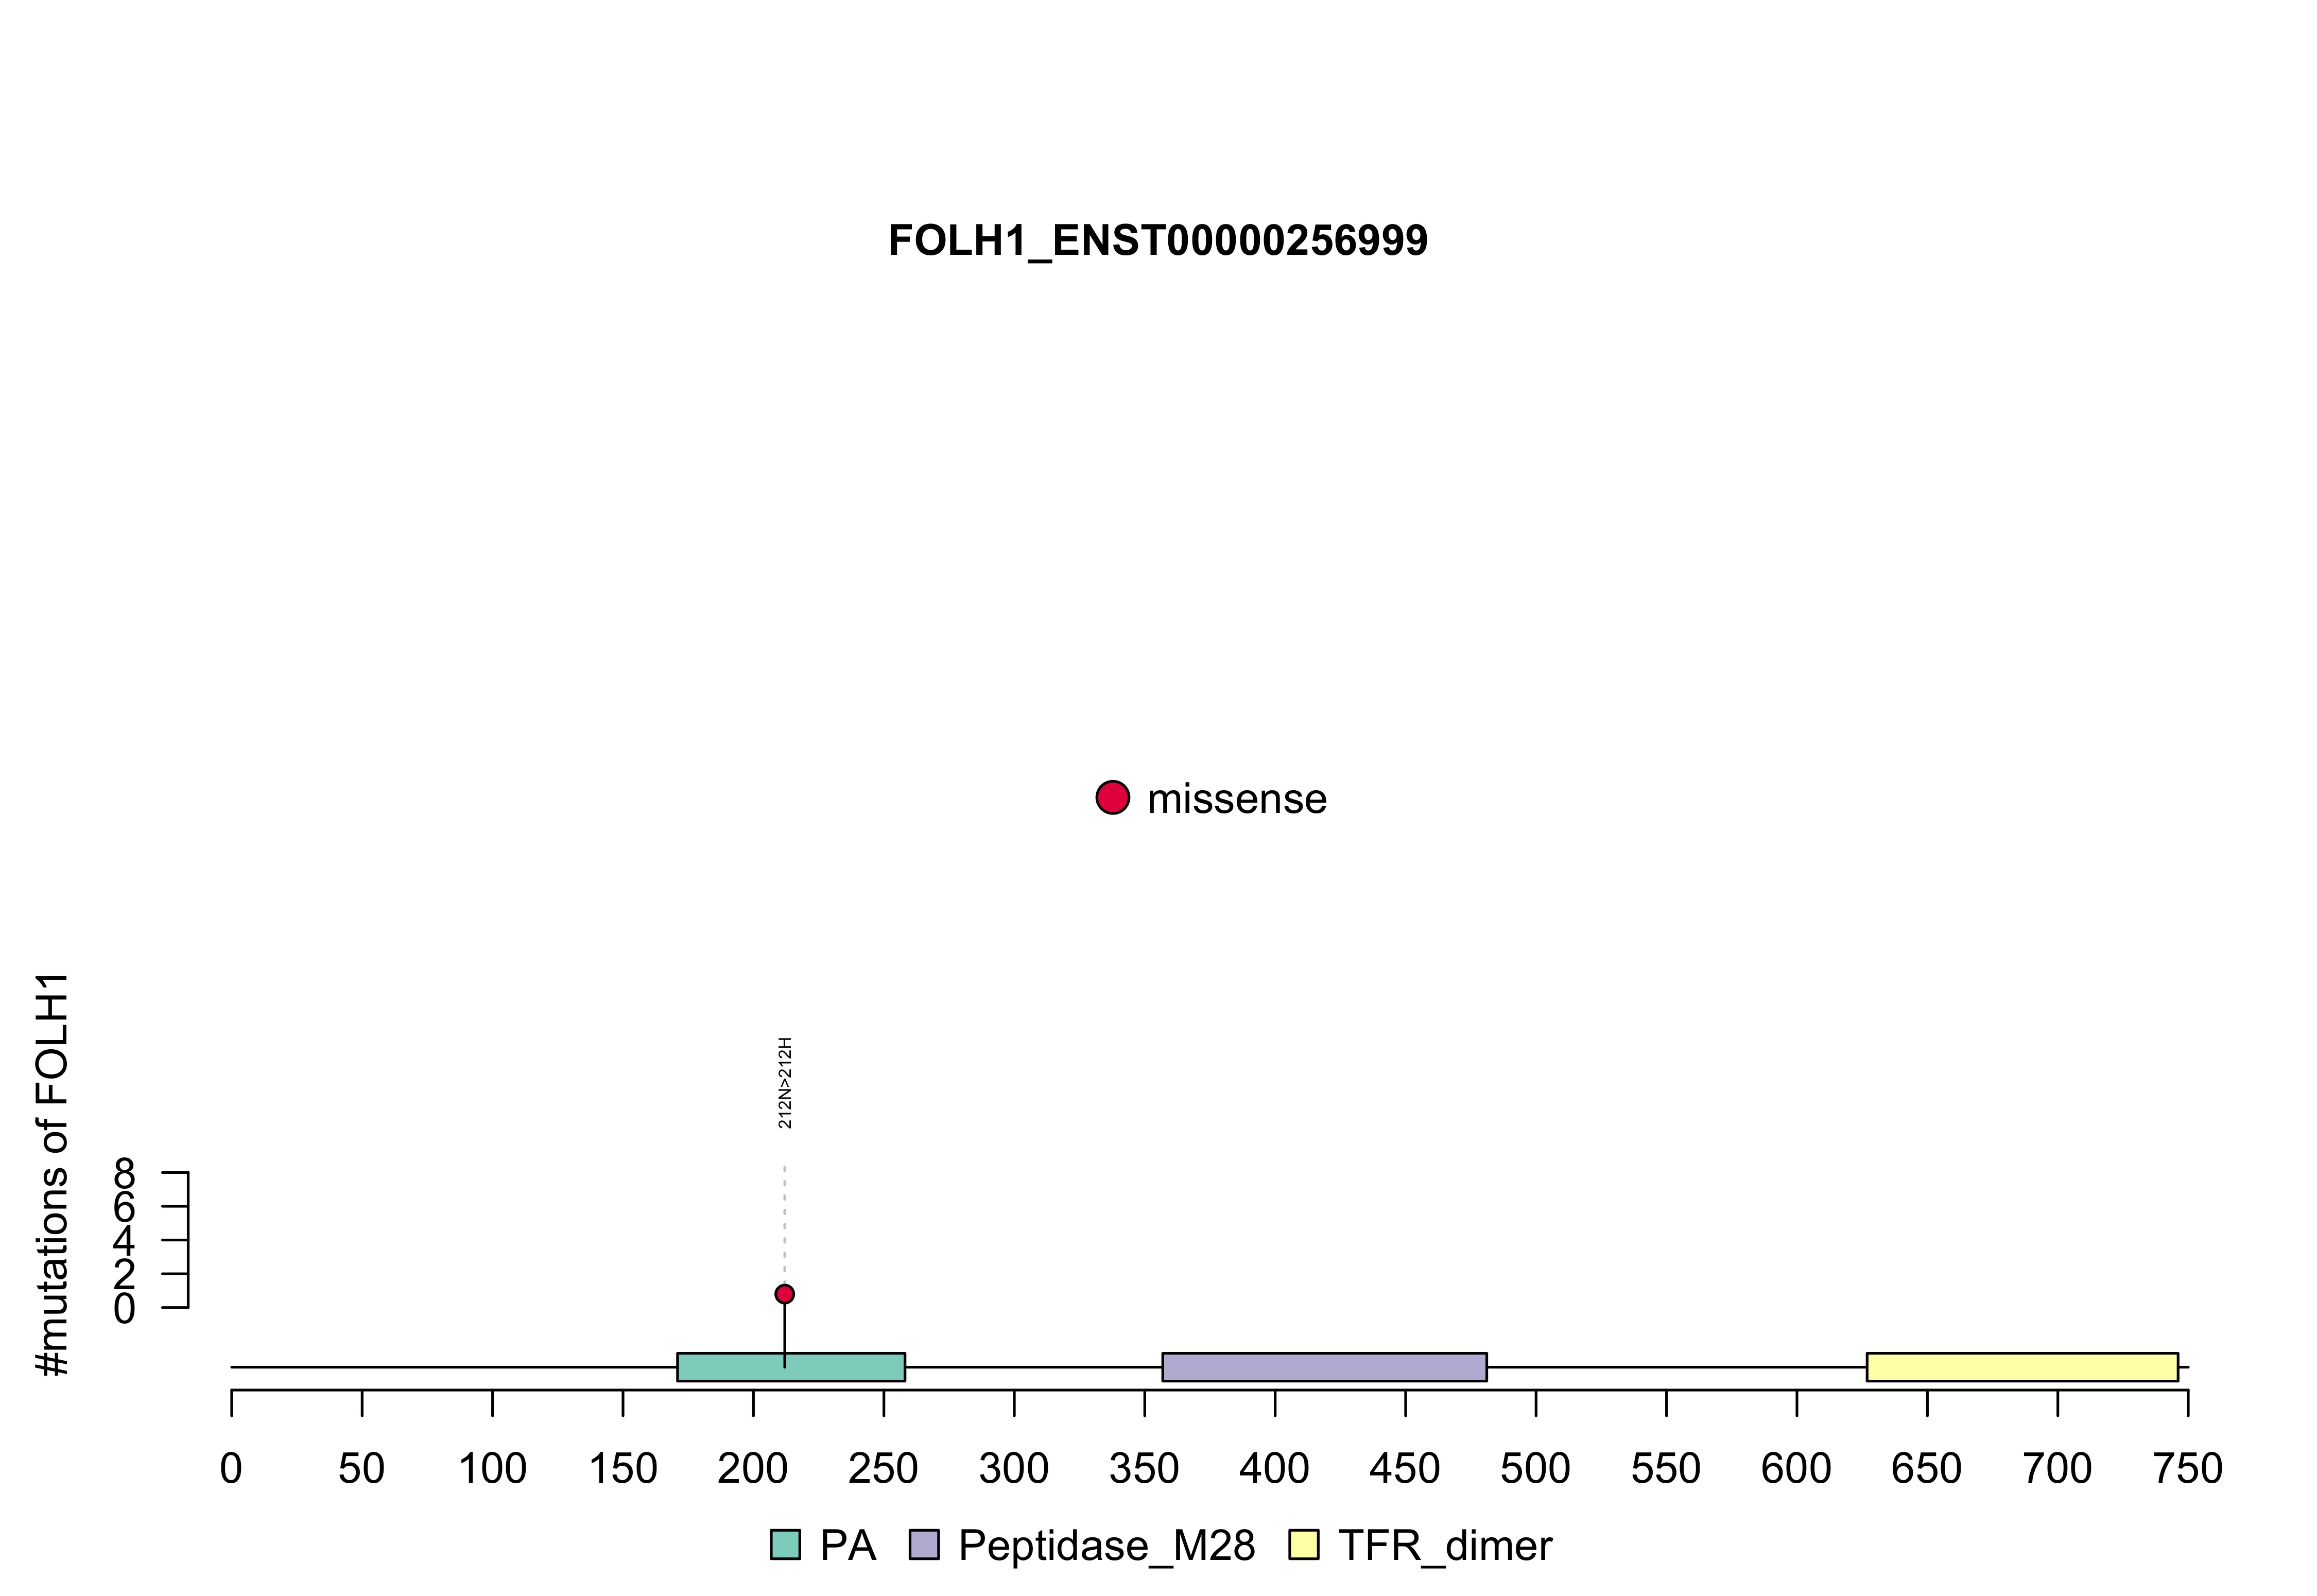 FOLH1_ENST00000256999
missense
#mutations of FOLH1
212N>212H
8
6
4
2
0
0 50 100 150 200 250 300 350 400 450 500 550 600 650 700 750
PA Peptidase_M28 TFR_dimer